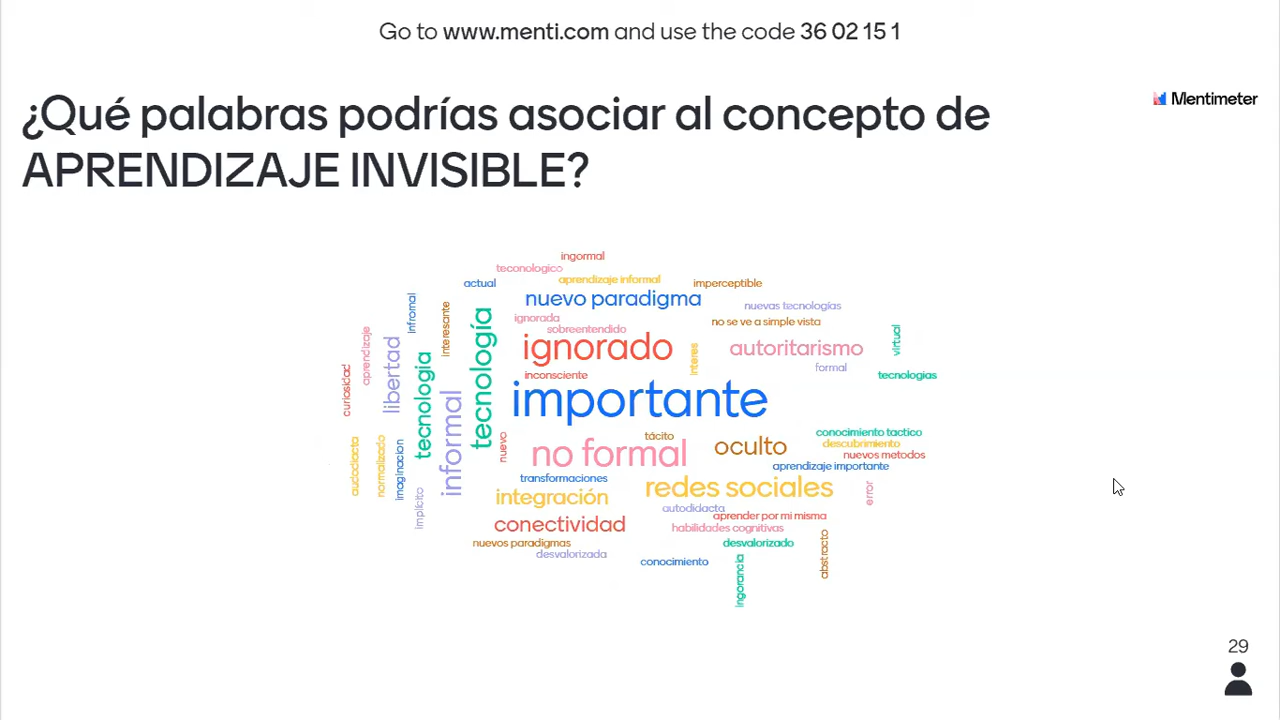 Go to www.menti.com and use the code 36 02 15 1
¿Qué palabras podrías asociar al concepto de
APRENDIZAJE INVISIBLE?
Mentimeter
ingormal
teconologico
aprendizaje informal
actual
imperceptible
nuevo paradigma
nuevas tecnologías
ignorada
no se ve a simple vista
sobreentendido
infromal
interesante
tecnología
aprendizaje
libertad
tecnologia
ignorado
interes
autoritarismo
virtual
formal
inconsciente
tecnologias
curiosidad
informal
importante
nuevo
tácito
no formal
oculto
conocimiento tactico
descubrimiento
nuevos metodos
aprendizaje importante
audodiacta
normalizado
imaginacion
implícito
transformaciones
integración
redes sociales
error
autodidacta
aprender por mi misma
conectividad
habilidades cognitivas
nuevos paradigmas
desvalorizado
desvalorizada
conocimiento
ingorancia
abstracto
29